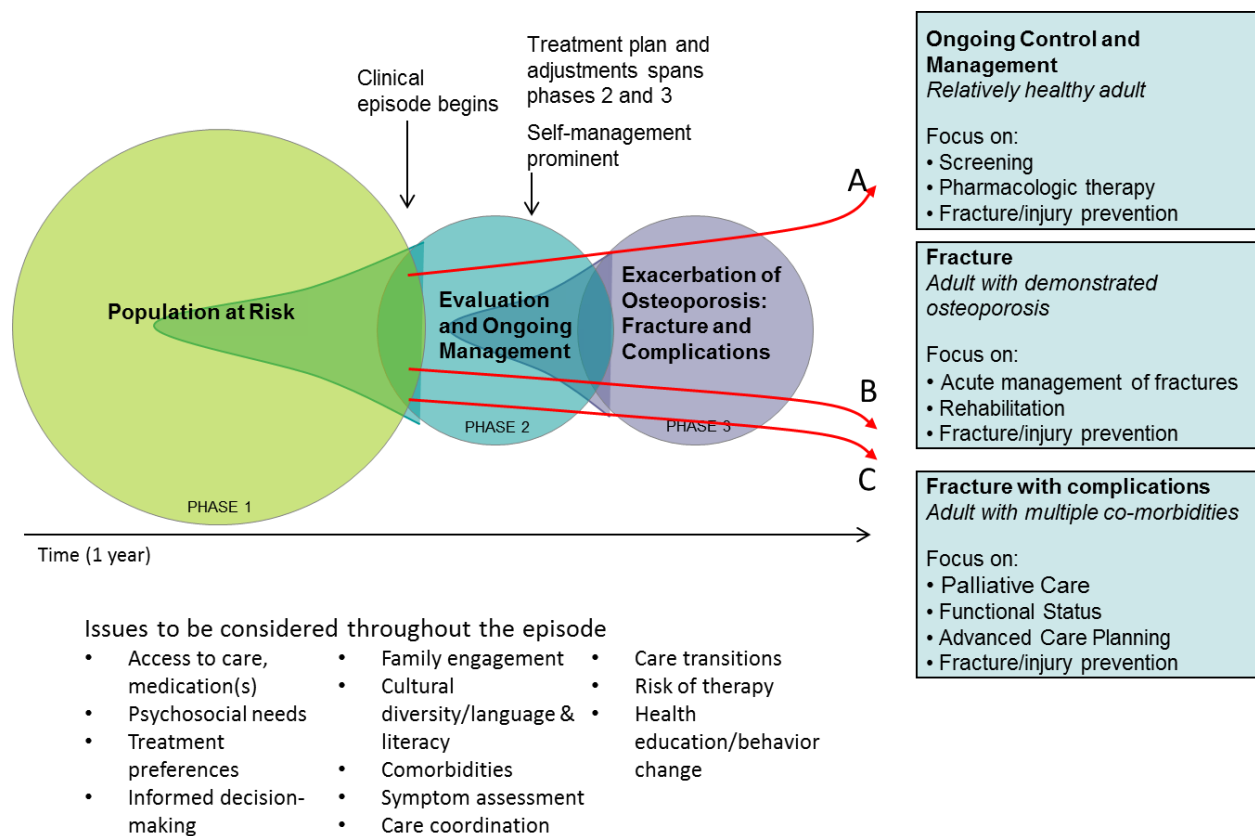 Clinical
episode begins
Treatment plan and
adjustments spans
phases 2 and 3
Self-management
prominent
Population at Risk
PHASE 1
Evaluation
and Ongoing
Management
PHASE 2
Exacerbation of
Osteoporosis:
Fracture and
Complications
PHASE 3
A
B
C
Time (1 year)
Ongoing Control and
Management
Relatively healthy adult
Focus on:
• Screening
• Pharmacologic therapy
• Fracture/injury prevention
Fracture
Adult with demonstrated
osteoporosis
Focus on:
• Acute management of fractures
• Rehabilitation
• Fracture/injury prevention
Fracture with complications
Adult with multiple co-morbidities
Focus on:
• Palliative Care
• Functional Status
• Advanced Care Planning
• Fracture/injury prevention
Issues to be considered throughout the episode
• Access to care,
medication(s)
• Psychosocial needs
• Treatment
preferences
• Informed decision-
making
• Family engagement
• Cultural
diversity/language &
literacy
• Comorbidities
• Symptom assessment
• Care coordination
• Care transitions
• Risk of therapy
• Health
education/behavior
change